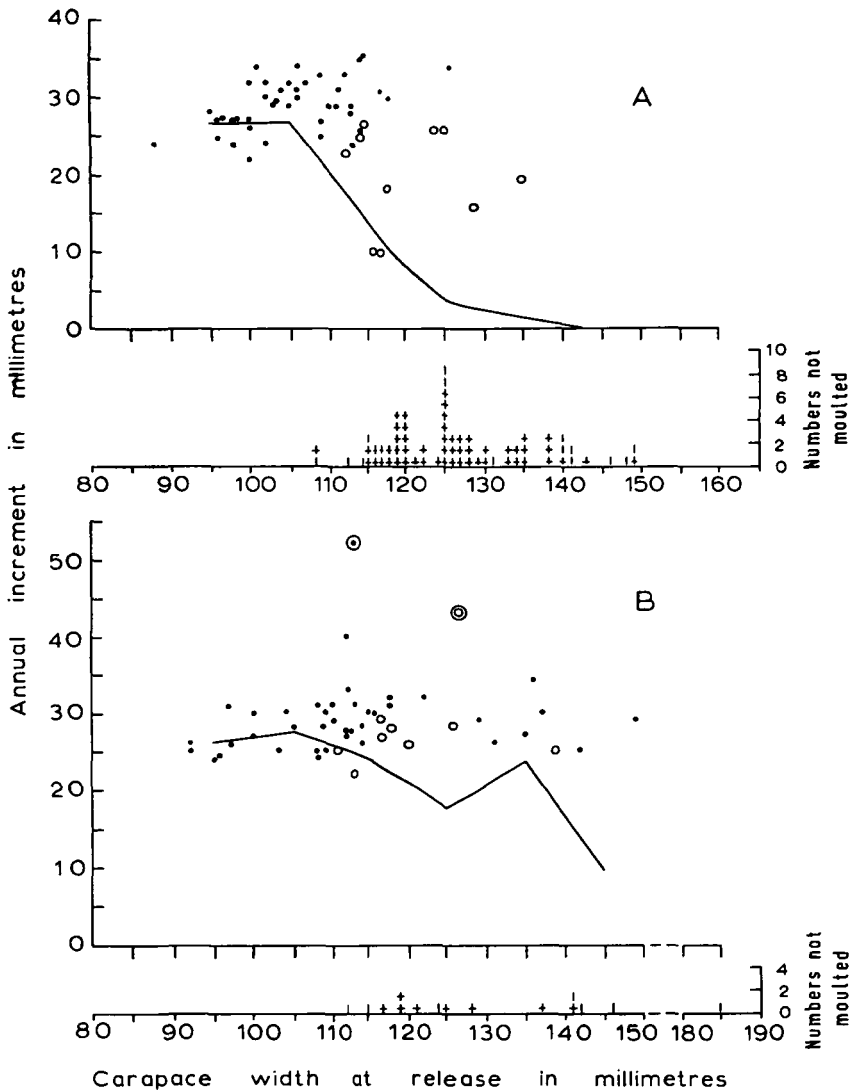 40
30
20
10
0
A
80 90 100 110 120 130 140 150 160
10
8
6
4
2
0
Numbers not moulted
Annual increment in millimetres
50
40
30
20
10
0
B
4
2
0
Numbers not moulted
80 90 100 110 120 130 140 150 180 190
Carapace width at release in millimetres